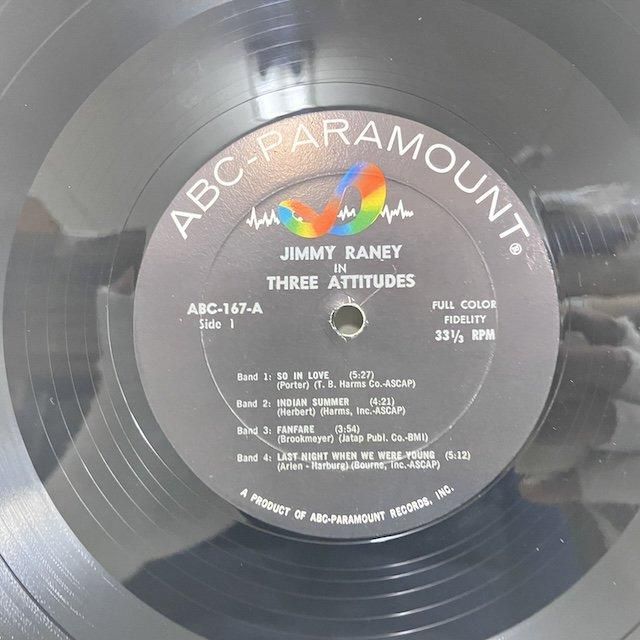 ABC-PARAMOUNT®
JIMMY RANEY
IN
THREE ATTITUDES
ABC-167-A
Side 1
FULL COLOR
FIDELITY
33⅓ RPM
Band 1: SO IN LOVE (5:27)
(Porter) (T. B. Harms Co.-ASCAP)
Band 2: INDIAN SUMMER (4:21)
(Herbert) (Harms, Inc.-ASCAP)
Band 3: FANFARE (3:54)
(Brookmeyer) (Jatap Publ. Co.-BMI)
Band 4: LAST NIGHT WHEN WE WERE YOUNG (5:12)
(Arlen - Harburg) (Bourne, Inc.-ASCAP)
A PRODUCT OF ABC-PARAMOUNT RECORDS, INC.